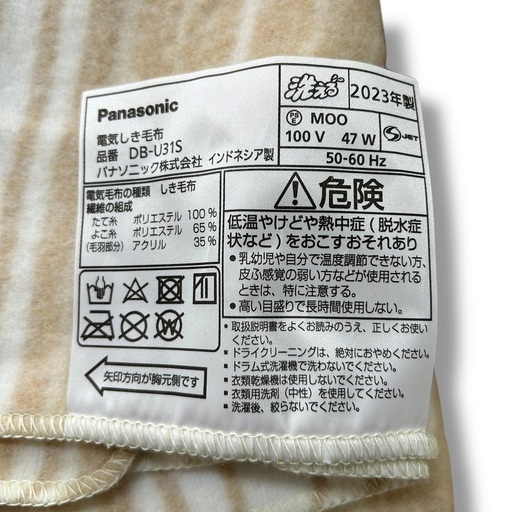 Panasonic
電気しき毛布
品番 DB-U31S
パナソニック株式会社 インドネシア製
洗える
2023年製
PS
E
MOO
100 V 47 W
50-60 Hz
S-JET
電気毛布の種類 しき毛布
繊維の組成
たて糸 ポリエステル 100 %
よこ糸 ポリエステル 65 %
(毛羽部分) アクリル 35 %
危険
低温やけどや熱中症(脱水症
状など)をおこすおそれあり
•乳幼児や自分で温度調節できない方、
皮ふ感覚の弱い方などが使用される
ときは、特に注意する。
•高い目盛りで長時間使用しない。
•取扱説明書をよくお読みのうえ、正しくお使い
ください。
•ドライクリーニングは、絶対におやめください。
•ドラム式洗濯機で洗わないでください。
•衣類乾燥機は使用しないでください。
•衣類用洗剤(中性)を使用してください。
•洗濯後、絞らないでください。
矢印方向が胸元側です